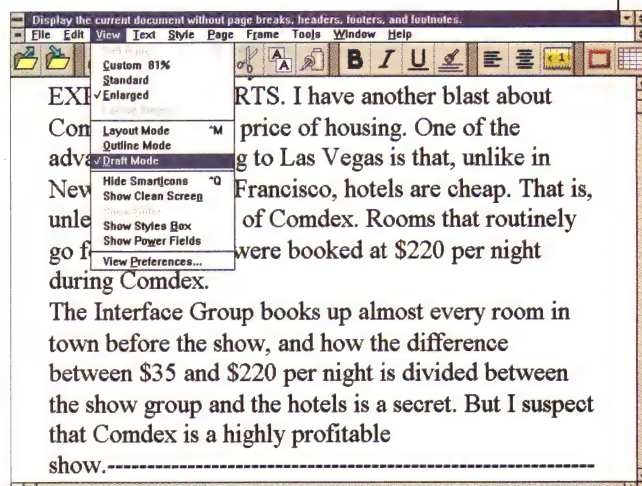 Display the current document without page breaks, headers, footers, and footnotes.
File Edit View Text Style Page Frame Tools Window Help
Custom 81%
Standard
Enlarged
Layout Mode ^M
Outline Mode
Draft Mode
Hide SmartIcons ^Q
Show Clean Screen
Show Styles Box
Show Power Fields
View Preferences...
RTS. I have another blast about
Com price of housing. One of the
adva g to Las Vegas is that, unlike in
New Francisco, hotels are cheap. That is,
unle of Comdex. Rooms that routinely
go f were booked at $220 per night
during Comdex.
The Interface Group books up almost every room in
town before the show, and how the difference
between $35 and $220 per night is divided between
the show group and the hotels is a secret. But I suspect
that Comdex is a highly profitable
show.------------------------------------------------------------